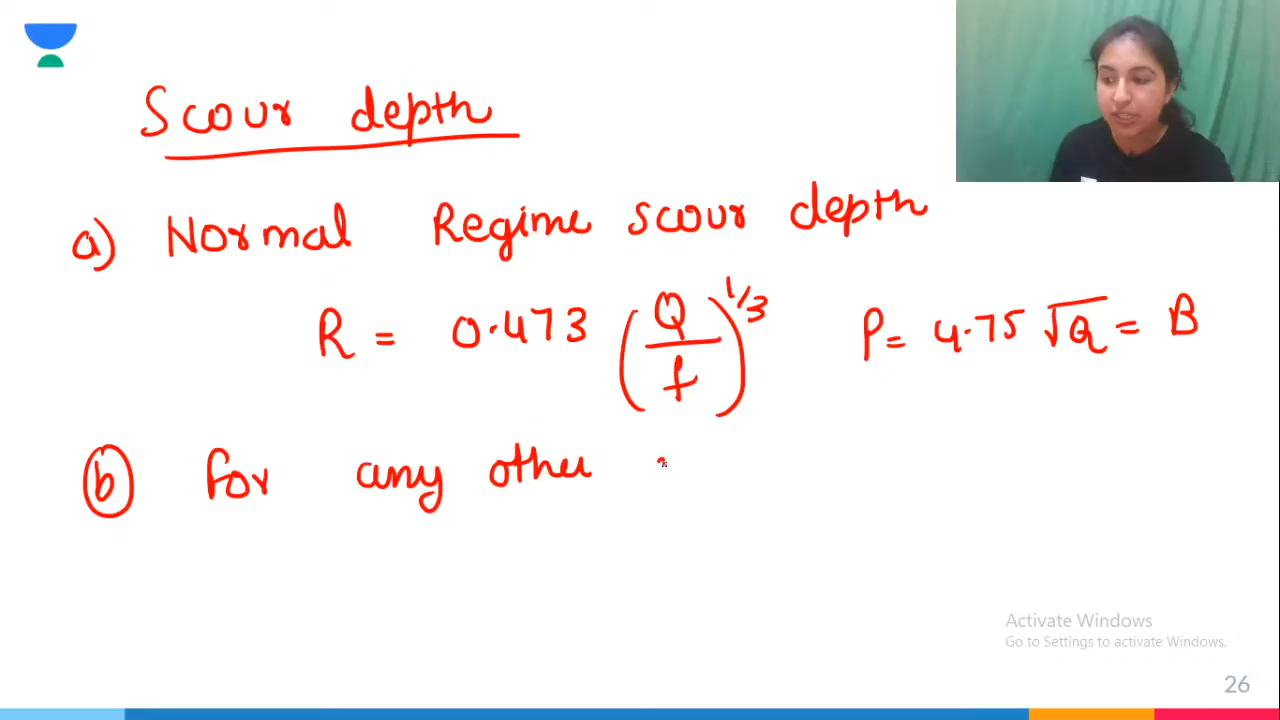 Scour depth
a) Normal Regime scour depth
R = 0.473 (Q/f)^1/3 P = 4.75 √Q = B
b) for any other
Activate Windows
Go to Settings to activate Windows.
26